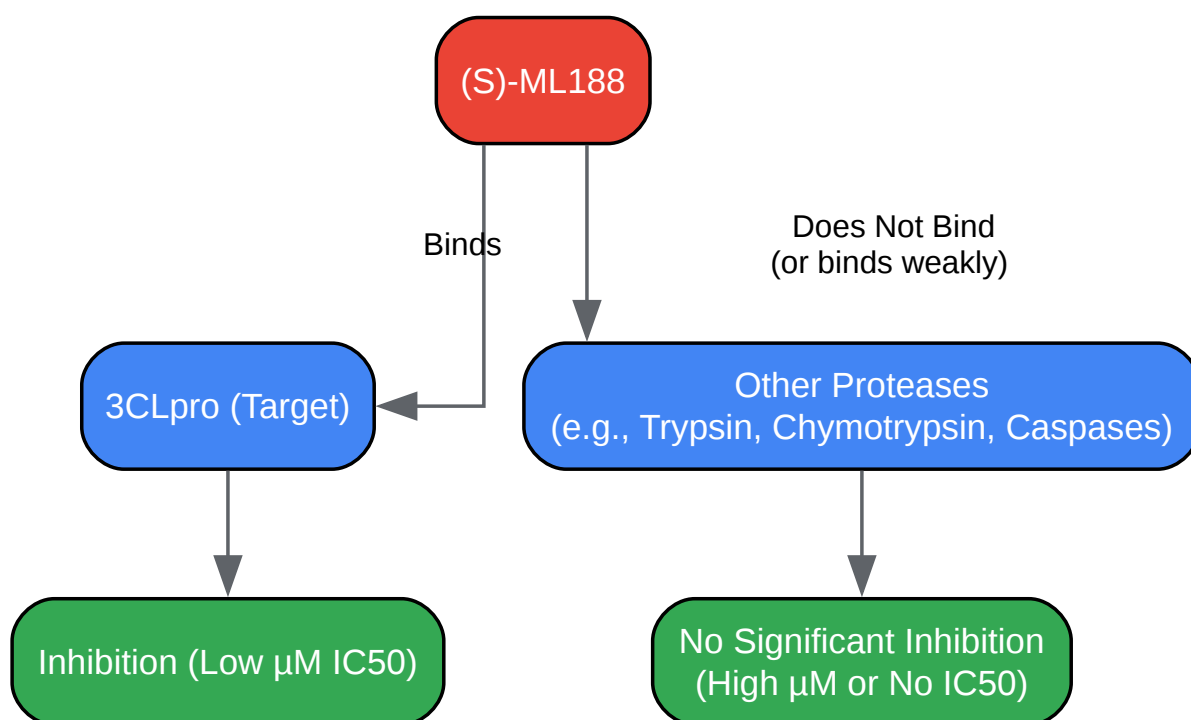 (S)-ML188
Binds
Does Not Bind
(or binds weakly)
3CLpro (Target)
Other Proteases
(e.g., Trypsin, Chymotrypsin, Caspases)
Inhibition (Low µM IC50)
No Significant Inhibition
(High µM or No IC50)